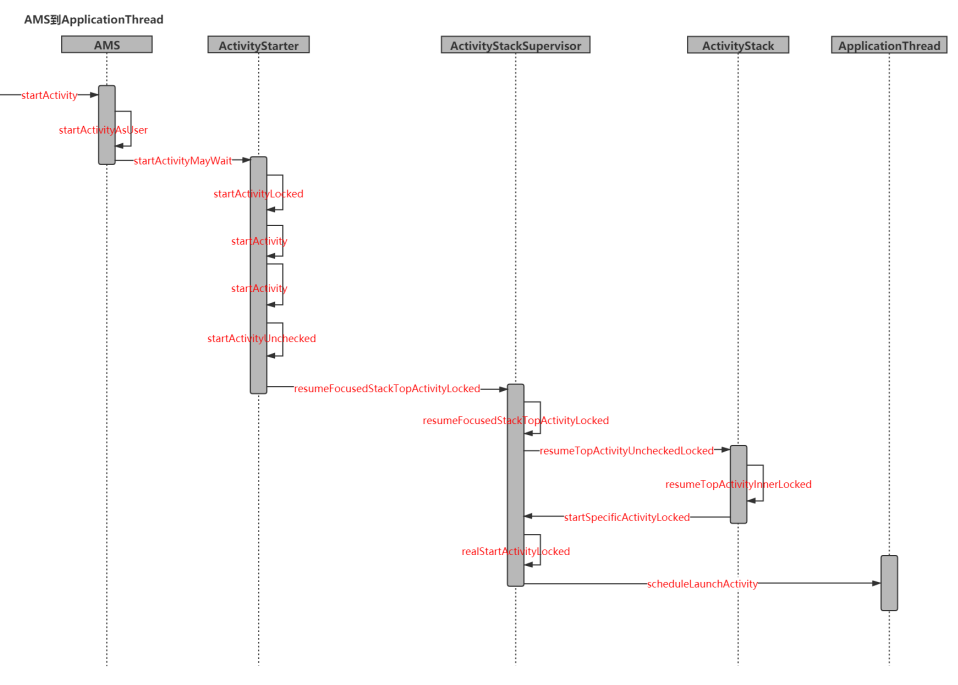 AMS到ApplicationThread
AMS
ActivityStarter
ActivityStackSupervisor
ActivityStack
ApplicationThread
startActivity
startActivityAsUser
startActivityMayWait
startActivityLocked
startActivity
startActivity
startActivityUnchecked
resumeFocusedStackTopActivityLocked
resumeFocusedStackTopActivityLocked
resumeTopActivityUncheckedLocked
resumeTopActivityInnerLocked
startSpecificActivityLocked
realStartActivityLocked
scheduleLaunchActivity